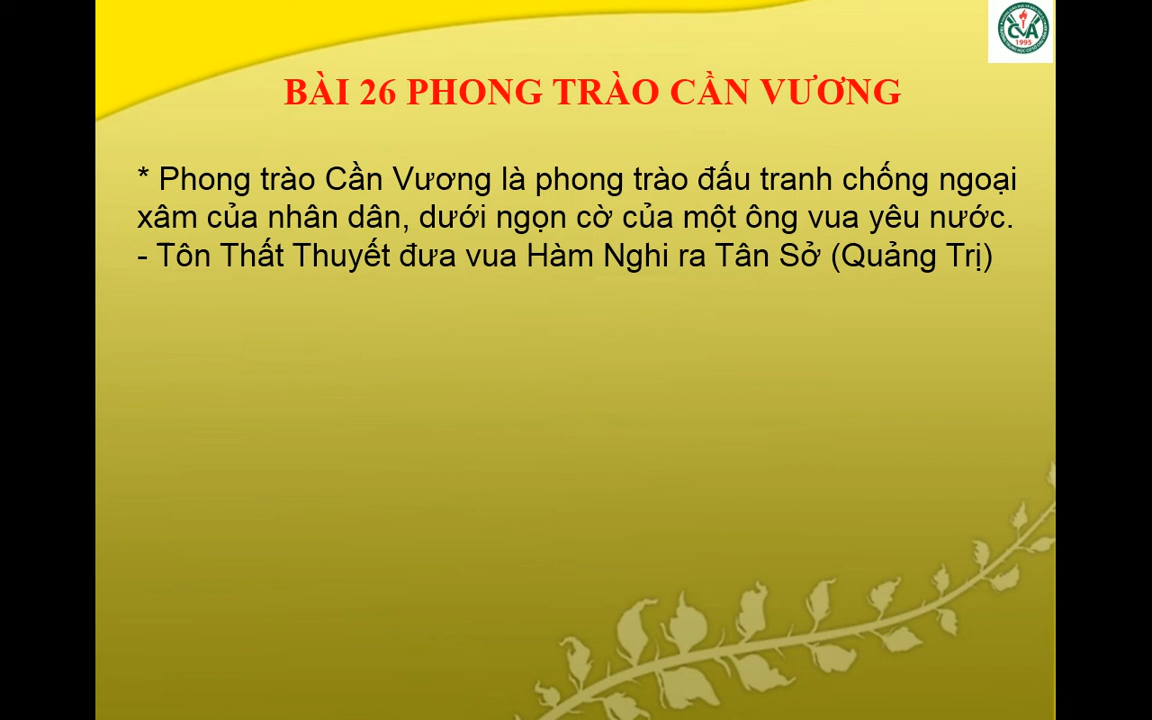 CVA
1995
BÀI 26 PHONG TRÀO CẦN VƯƠNG
* Phong trào Cần Vương là phong trào đấu tranh chống ngoại
xâm của nhân dân, dưới ngọn cờ của một ông vua yêu nước.
- Tôn Thất Thuyết đưa vua Hàm Nghi ra Tân Sở (Quảng Trị)